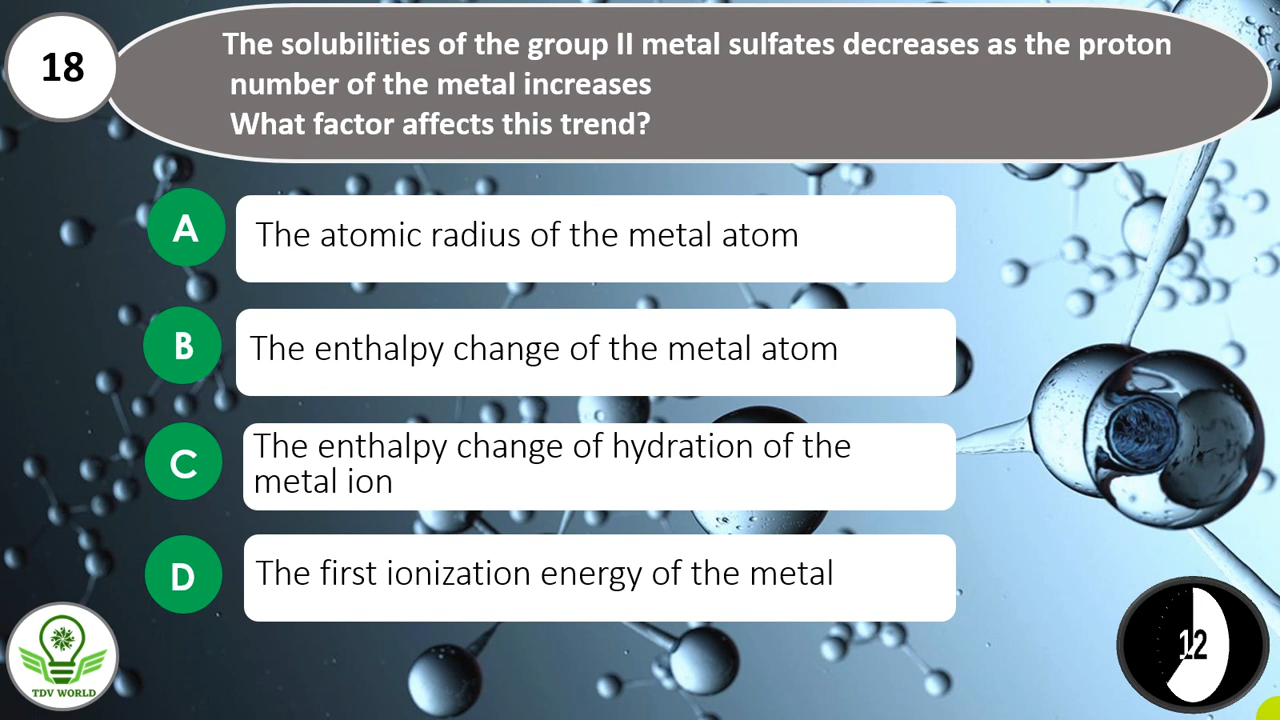 18
The solubilities of the group II metal sulfates decreases as the proton
number of the metal increases
What factor affects this trend?
A
The atomic radius of the metal atom
B
The enthalpy change of the metal atom
C
The enthalpy change of hydration of the
metal ion
D
The first ionization energy of the metal
TDV WORLD
12